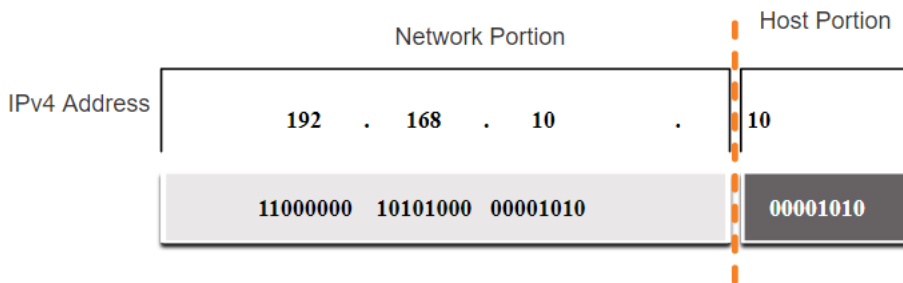 Network Portion
Host Portion
IPv4 Address
192 . 168 . 10 . 10
11000000 10101000 00001010 00001010